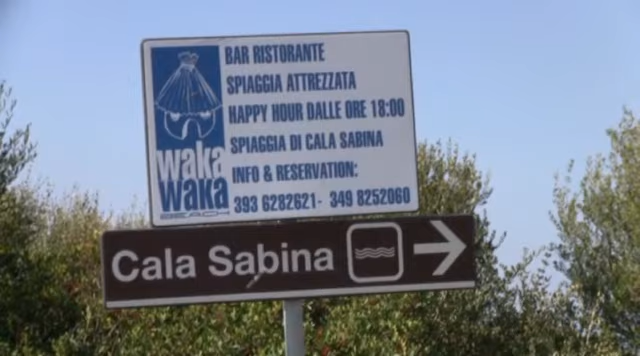 BAR RISTORANTE
SPIAGGIA ATTREZZATA
HAPPY HOUR DALLE ORE 18:00
SPIAGGIA DI CALA SABINA
INFO & RESERVATION:
393 6282621- 349 8252060
waka
waka
BEACH
Cala Sabina